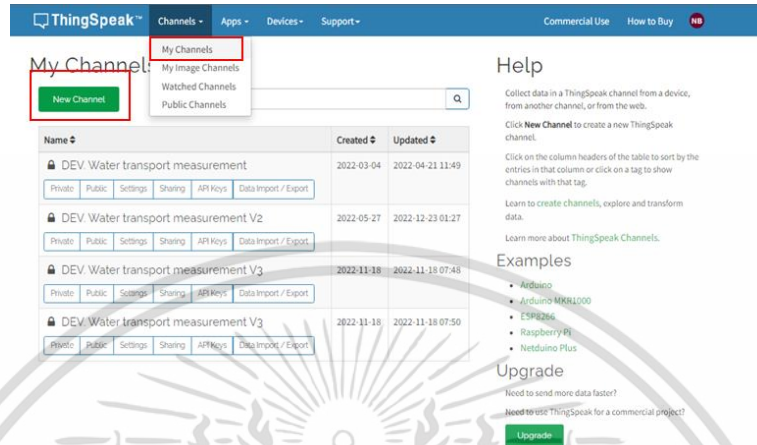 ThingSpeak™ Channels Apps Devices Support Commercial Use How to Buy NB
My Channels
My Image Channels
Watched Channels
Public Channels
My Channels
New Channel
Name Created Updated
DEV. Water transport measurement 2022-03-04 2022-04-21 11:49
Private Public Settings Sharing API Keys Data Import / Export
DEV. Water transport measurement V2 2022-05-27 2022-12-23 01:27
Private Public Settings Sharing API Keys Data Import / Export
DEV. Water transport measurement V3 2022-11-18 2022-11-18 07:48
Private Public Settings Sharing API Keys Data Import / Export
DEV. Water transport measurement V3 2022-11-18 2022-11-18 07:50
Private Public Settings Sharing API Keys Data Import / Export
Help
Collect data in a ThingSpeak channel from a device,
from another channel, or from the web.
Click New Channel to create a new ThingSpeak
channel.
Click on the column headers of the table to sort by the
entries in that column or click on a tag to show
channels with that tag.
Learn to create channels, explore and transform
data.
Learn more about ThingSpeak Channels.
Examples
Arduino
Arduino MKR1000
ESP8266
Raspberry Pi
Netduino Plus
Upgrade
Need to send more data faster?
Need to use ThingSpeak for a commercial project?
Upgrade